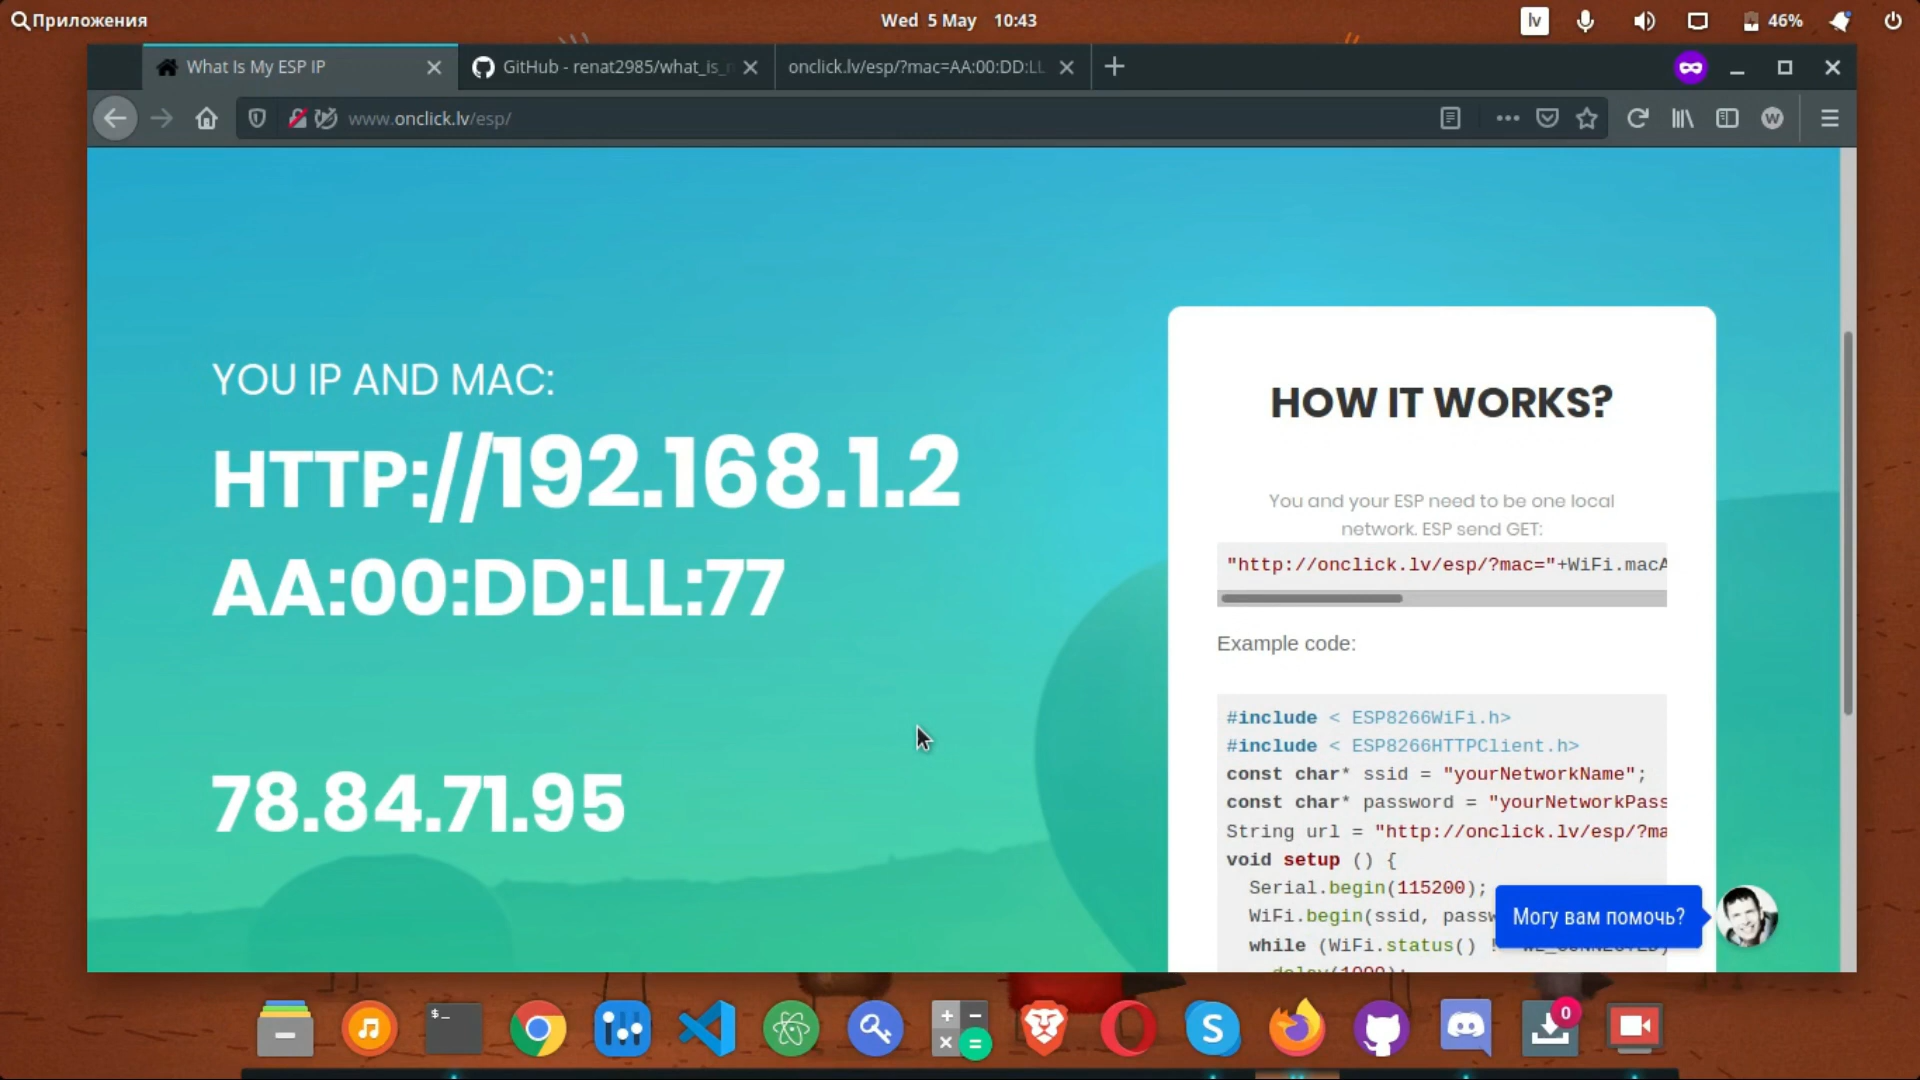 Приложения
Wed 5 May 10:43
lv
46%
What Is My ESP IP
GitHub - renat2985/what_is_
onclick.lv/esp/?mac=AA:00:DD:LL
www.onclick.lv/esp/
W
YOU IP AND MAC:
HTTP://192.168.1.2
AA:00:DD:LL:77
78.84.71.95
HOW IT WORKS?
You and your ESP need to be one local
network. ESP send GET:
"http://onclick.lv/esp/?mac="+WiFi.macA
Example code:
#include < ESP8266WiFi.h>
#include < ESP8266HTTPClient.h>
const char* ssid = "yourNetworkName";
const char* password = "yourNetworkPass
String url = "http://onclick.lv/esp/?ma
void setup () {
Serial.begin(115200);
WiFi.begin(ssid, passw
while (WiFi.status() !
Могу вам помочь?
$_
S
0